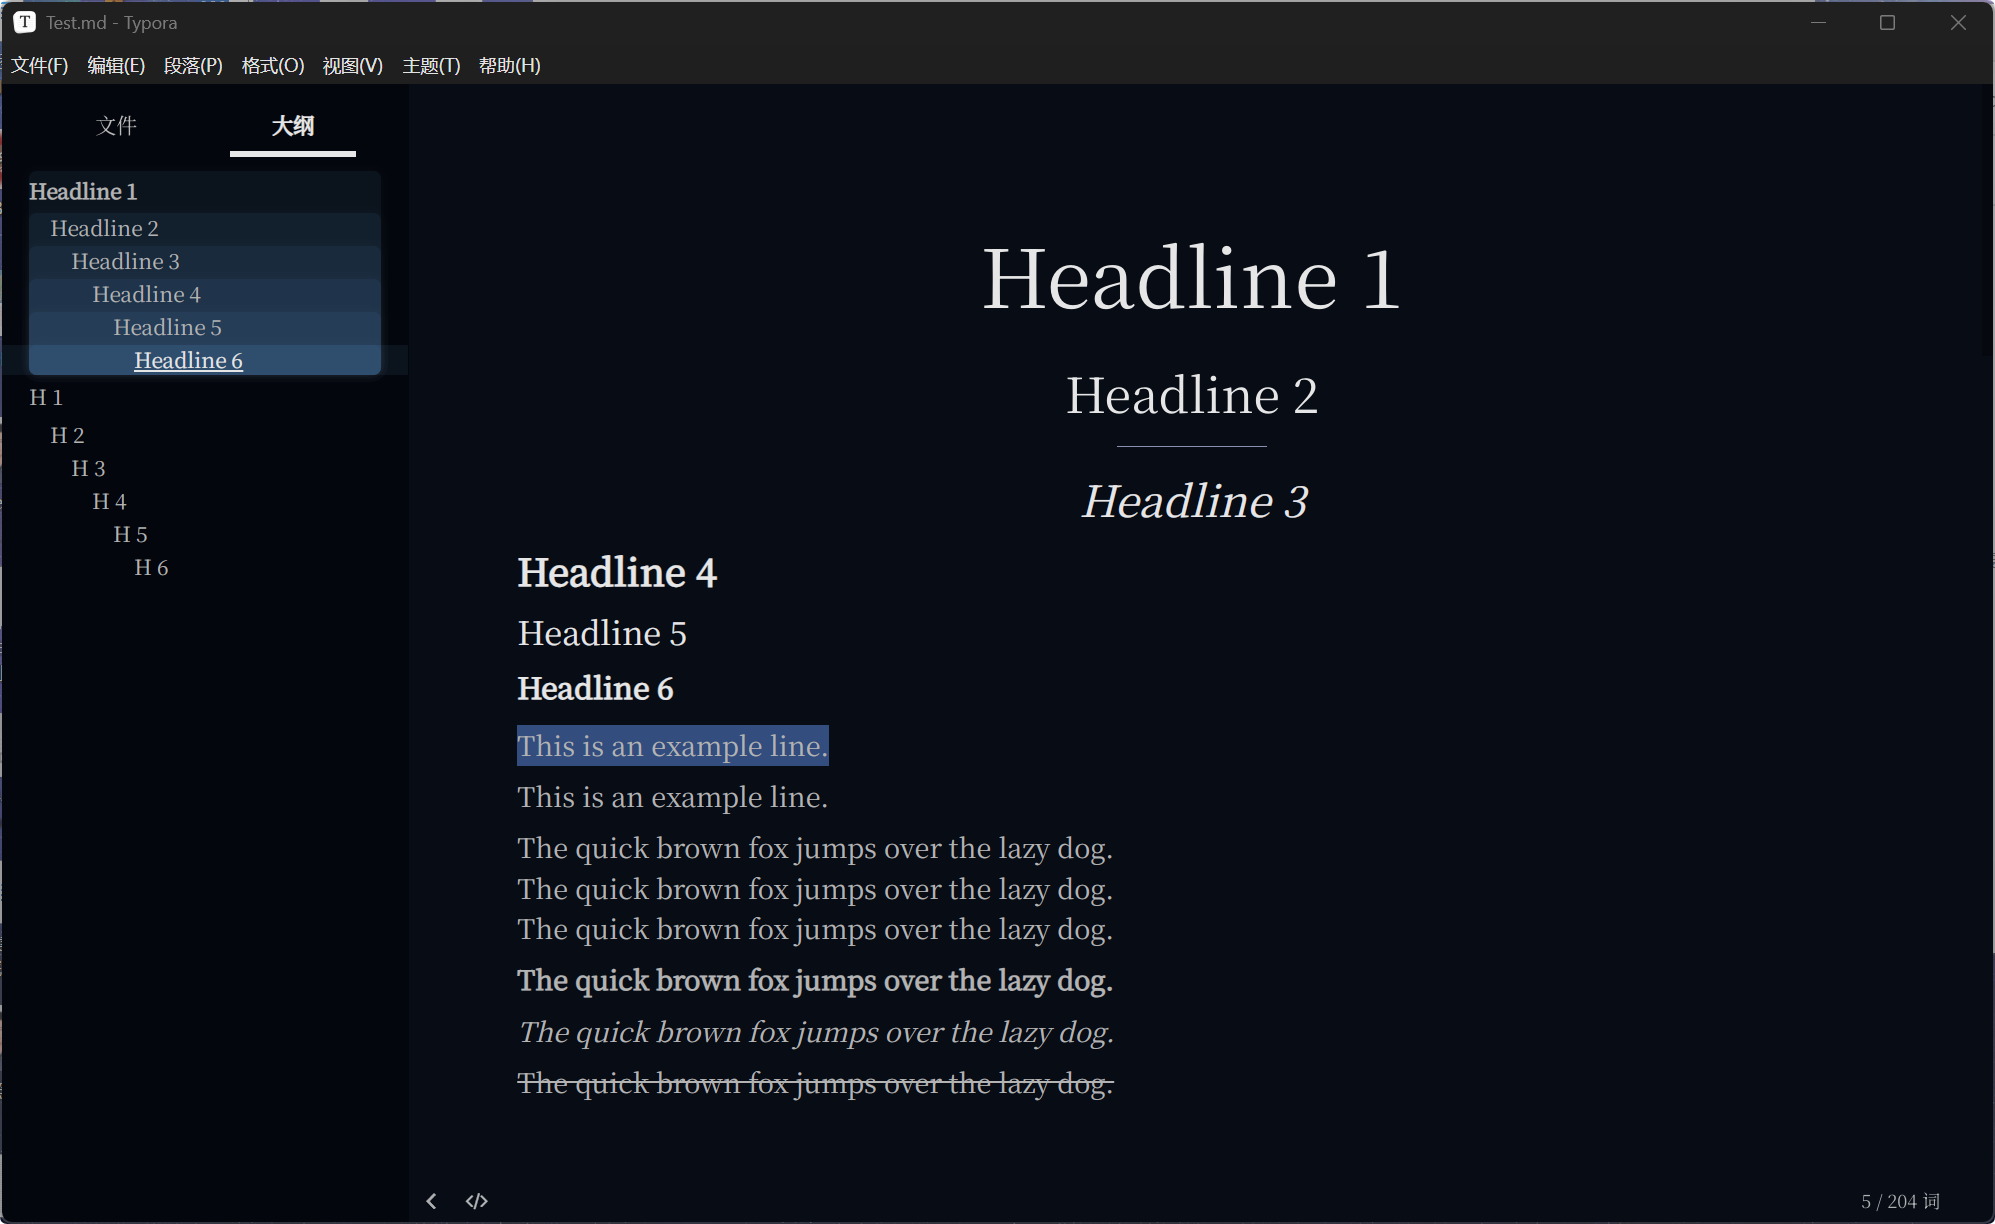 T Test.md - Typora
文件(F) 编辑(E) 段落(P) 格式(O) 视图(V) 主题(T) 帮助(H)
文件 大纲
Headline 1
Headline 2
Headline 3
Headline 4
Headline 5
Headline 6
H 1
H 2
H 3
H 4
H 5
H 6
Headline 1
Headline 2
Headline 3
Headline 4
Headline 5
Headline 6
This is an example line.
This is an example line.
The quick brown fox jumps over the lazy dog.
The quick brown fox jumps over the lazy dog.
The quick brown fox jumps over the lazy dog.
The quick brown fox jumps over the lazy dog.
The quick brown fox jumps over the lazy dog.
The quick brown fox jumps over the lazy dog.
5 / 204 词